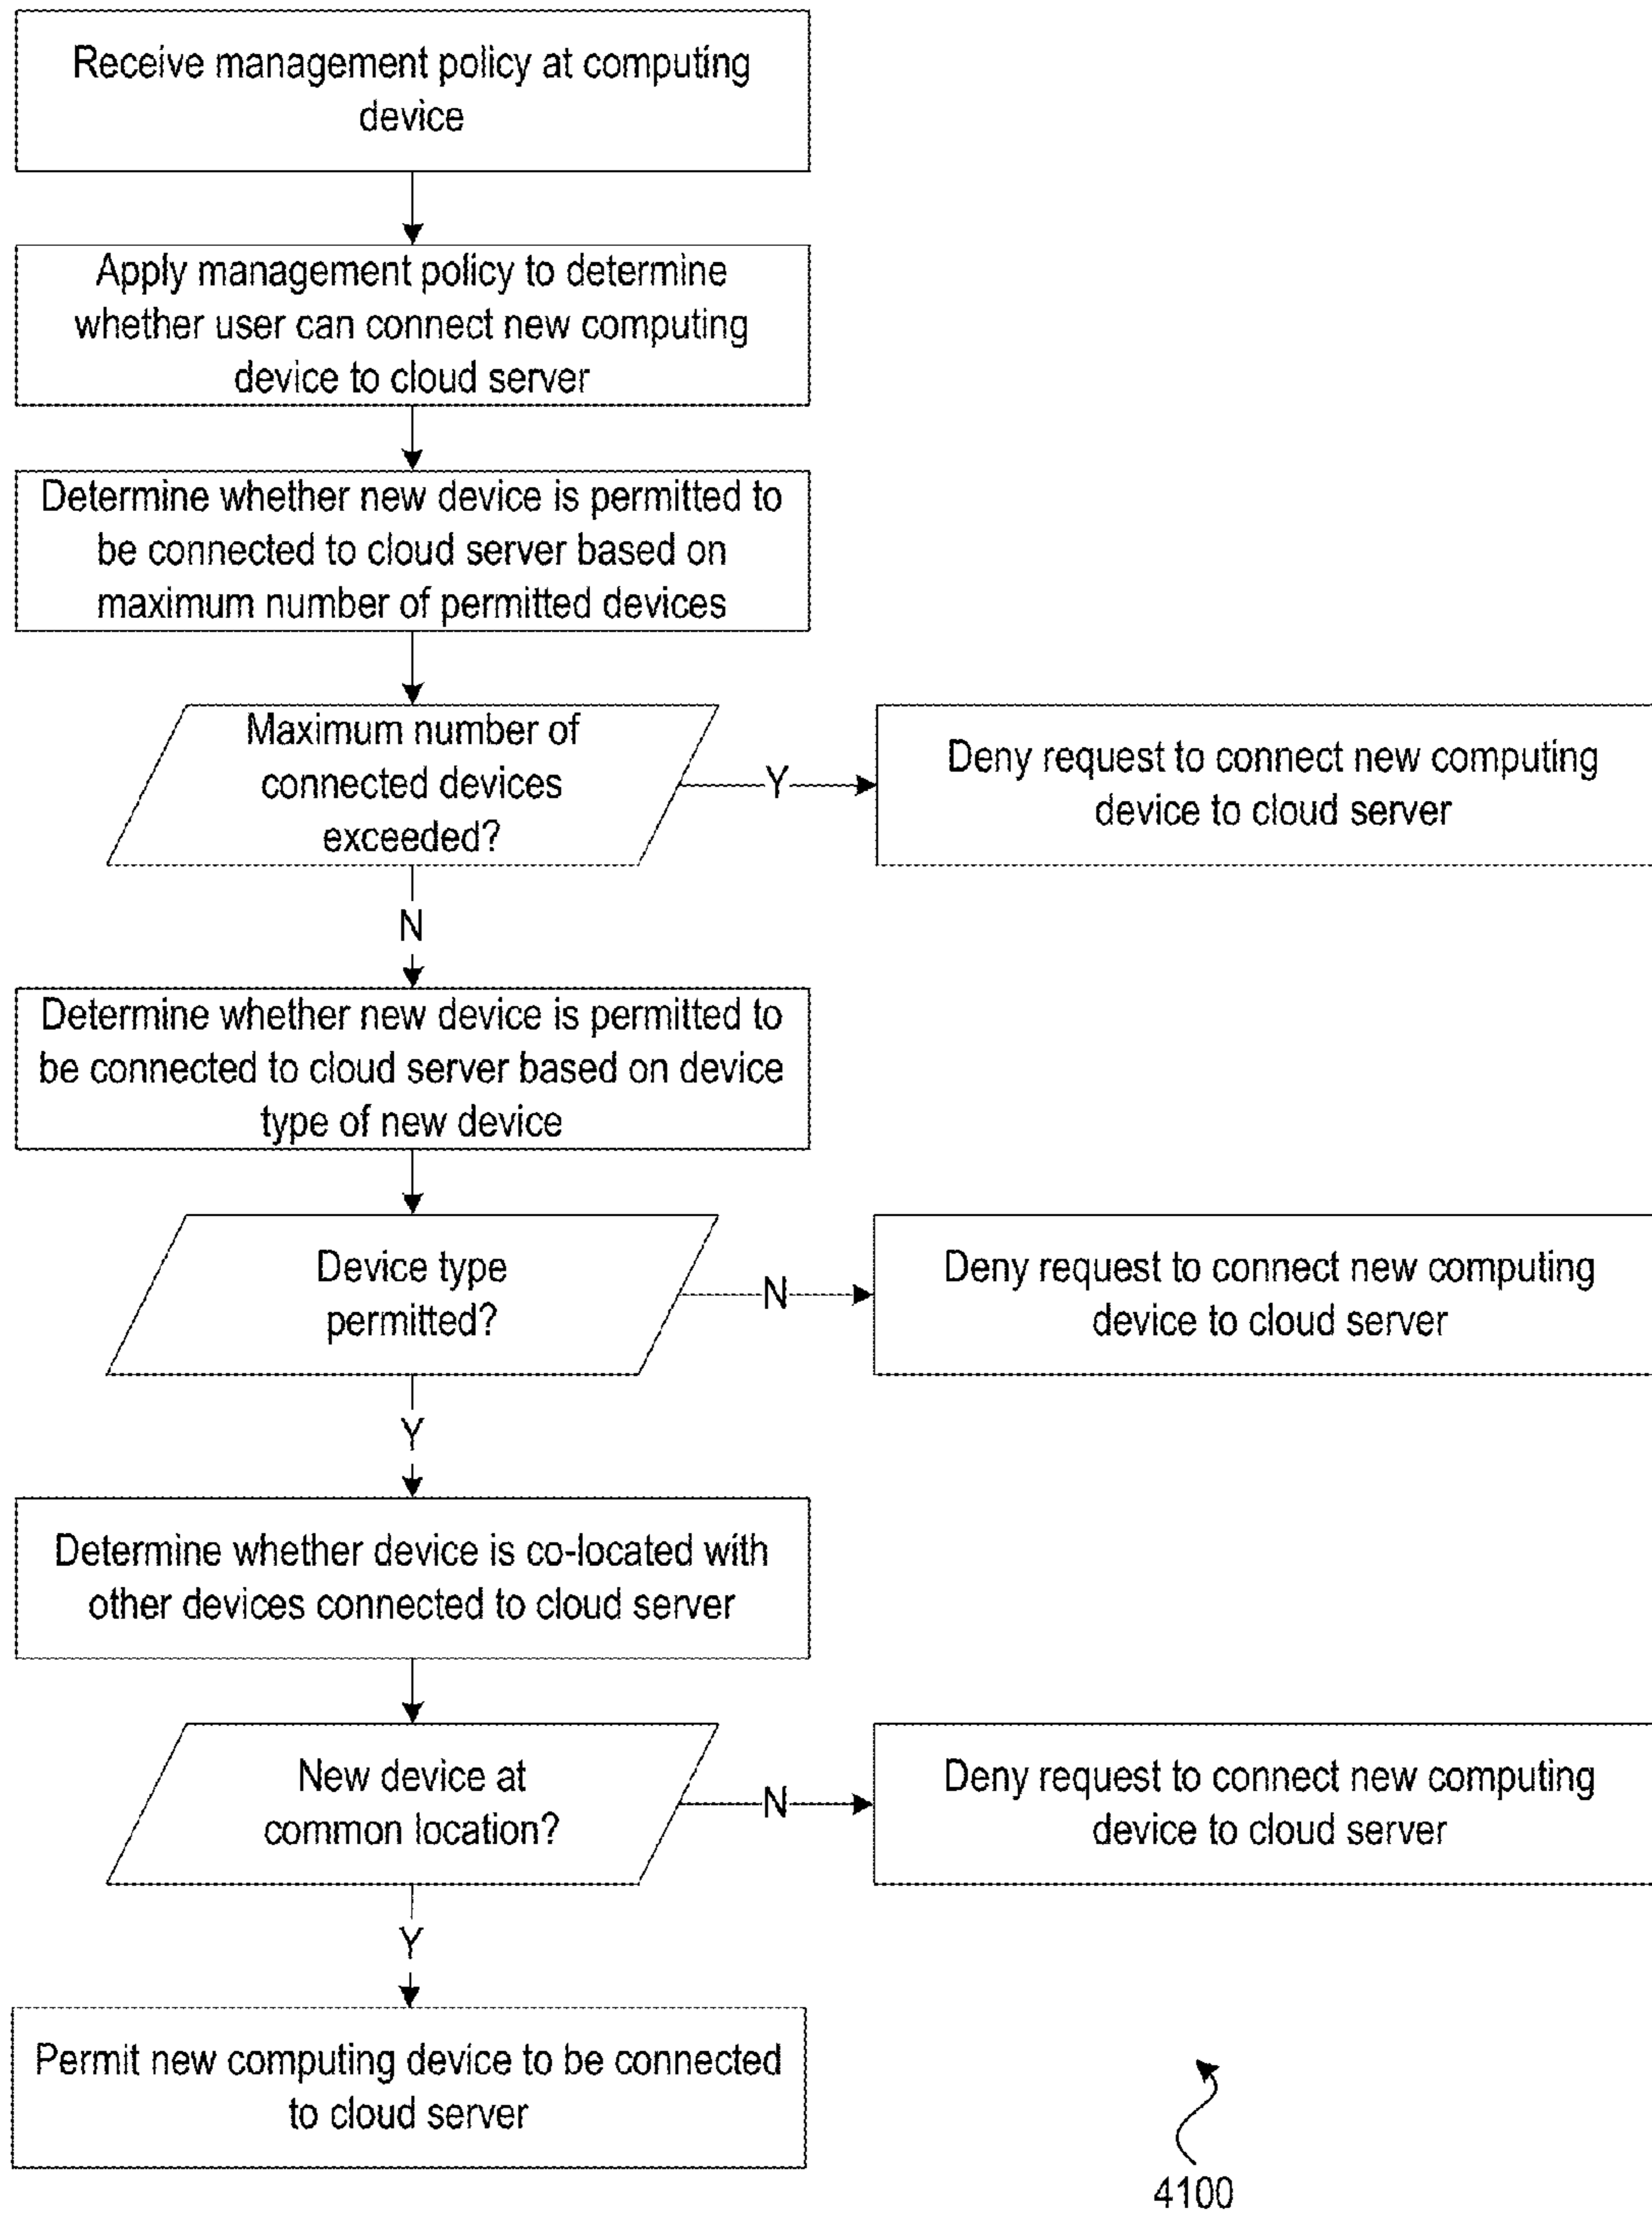 Receive management policy at computing
device
Apply management policy to determine
whether user can connect new computing
device to cloud server
Determine whether new device is permitted to
be connected to cloud server based on
maximum number of permitted devices
Maximum number of
connected devices
exceeded?
Y
Deny request to connect new computing
device to cloud server
N
Determine whether new device is permitted to
be connected to cloud server based on device
type of new device
Device type
permitted?
N
Deny request to connect new computing
device to cloud server
Y
Determine whether device is co-located with
other devices connected to cloud server
New device at
common location?
N
Deny request to connect new computing
device to cloud server
Y
Permit new computing device to be connected
to cloud server
4100